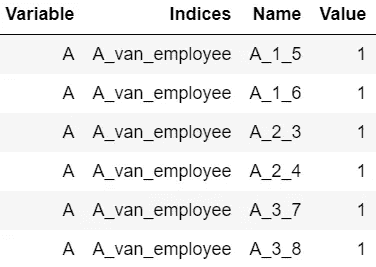 Variable Indices Name Value
A A_van_employee A_1_5 1
A A_van_employee A_1_6 1
A A_van_employee A_2_3 1
A A_van_employee A_2_4 1
A A_van_employee A_3_7 1
A A_van_employee A_3_8 1